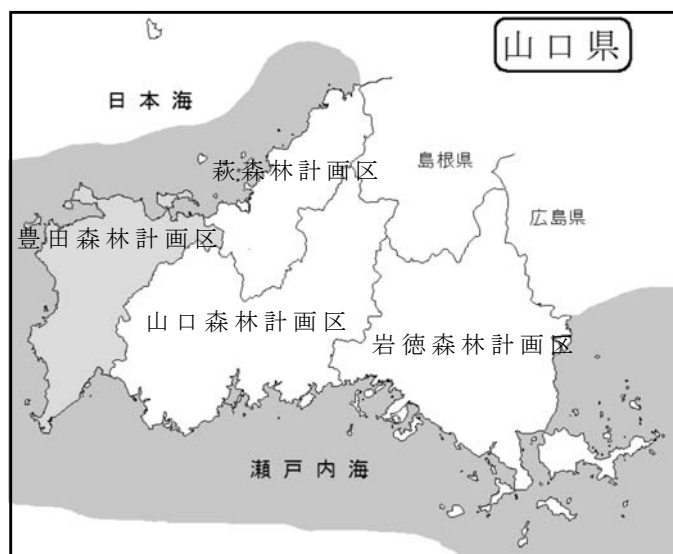 山口県
日本海
島根県
萩森林計画区
広島県
豊田森林計画区
山口森林計画区
岩徳森林計画区
瀬戸内海